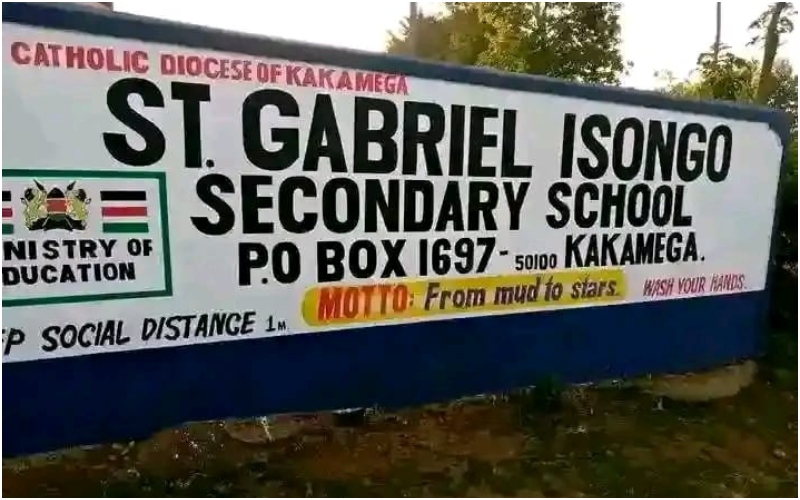 CATHOLIC DIOCESE OF KAKAMEGA
ST. GABRIEL ISONGO
SECONDARY SCHOOL
P.O BOX 1697-50100 KAKAMEGA.
NISTRY OF
DUCATION
MOTTO: From mud to stars.
WASH YOUR HANDS.
P SOCIAL DISTANCE 1M